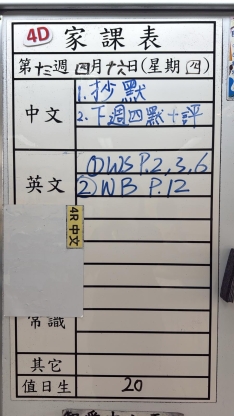 4D 家課表
第十三週 四月十六日(星期四)
中文
1.抄默
2.下週四默+評
英文
①WS P.2,3,6
②WB P.12
4R 中文
常識
其它
值日生 20